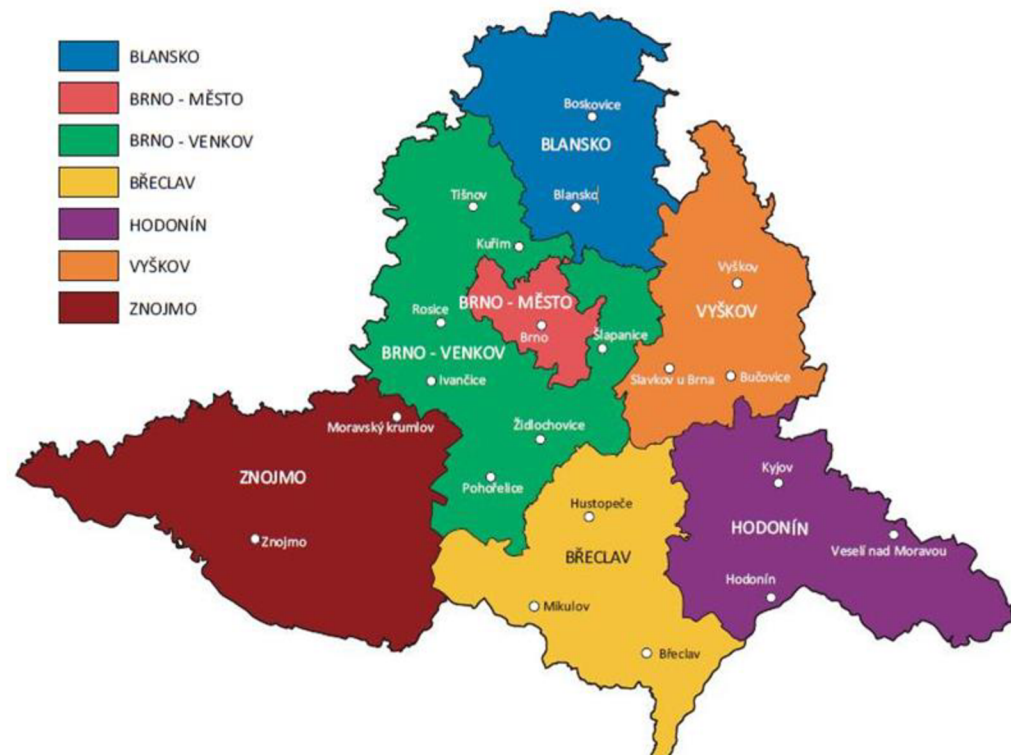 BLANSKO
BRNO - MĚSTO
BRNO - VENKOV
BŘECLAV
HODONÍN
VYŠKOV
ZNOJMO
Boskovice
BLANSKO
Blansko
Tišnov
Kuřim
Vyškov
BRNO - MĚSTO
VYŠKOV
Rosice
Brno
Šlapanice
BRNO - VENKOV
Ivančice
Slavkov u Brna
Bučovice
Moravský krumlov
Židlochovice
ZNOJMO
Kyjov
Pohořelice
Hustopeče
HODONÍN
Znojmo
BŘECLAV
Veselí nad Moravou
Hodonín
Mikulov
Břeclav